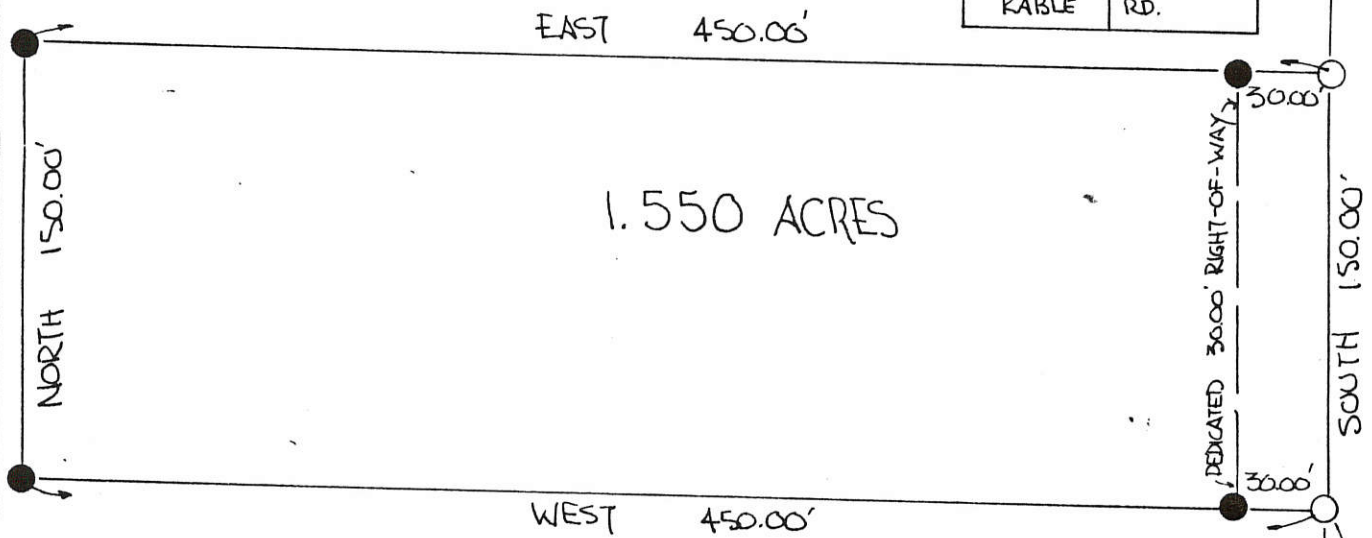 KABLE RD.
EAST 450.00'
30.00'
NORTH 150.00'
1.550 ACRES
DEDICATED 30.00' RIGHT-OF-WAY
SOUTH 150.00'
30.00'
WEST 450.00'